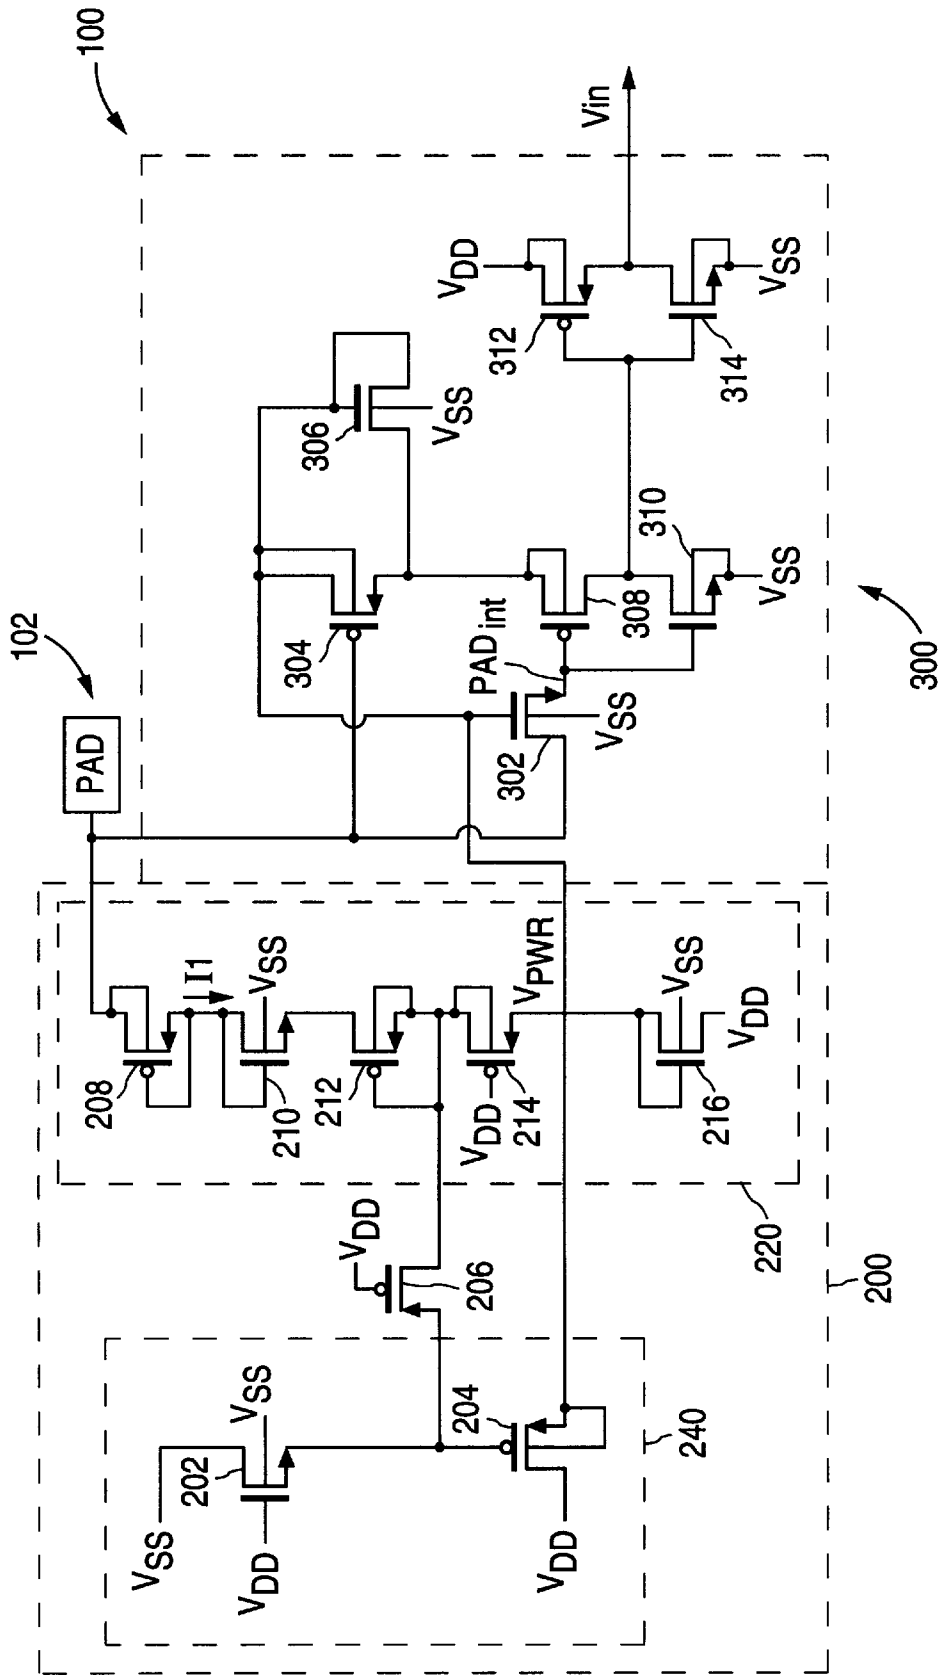 100
102
PAD
Vin
VDD
312
314
VSS
306
VSS
304
PADint
308
310
VSS
302
VSS
300
208
I1
VSS
210
212
VDD
214
VPWR
VSS
216
VDD
220
200
VDD
206
VSS
202
VSS
VDD
204
VDD
240